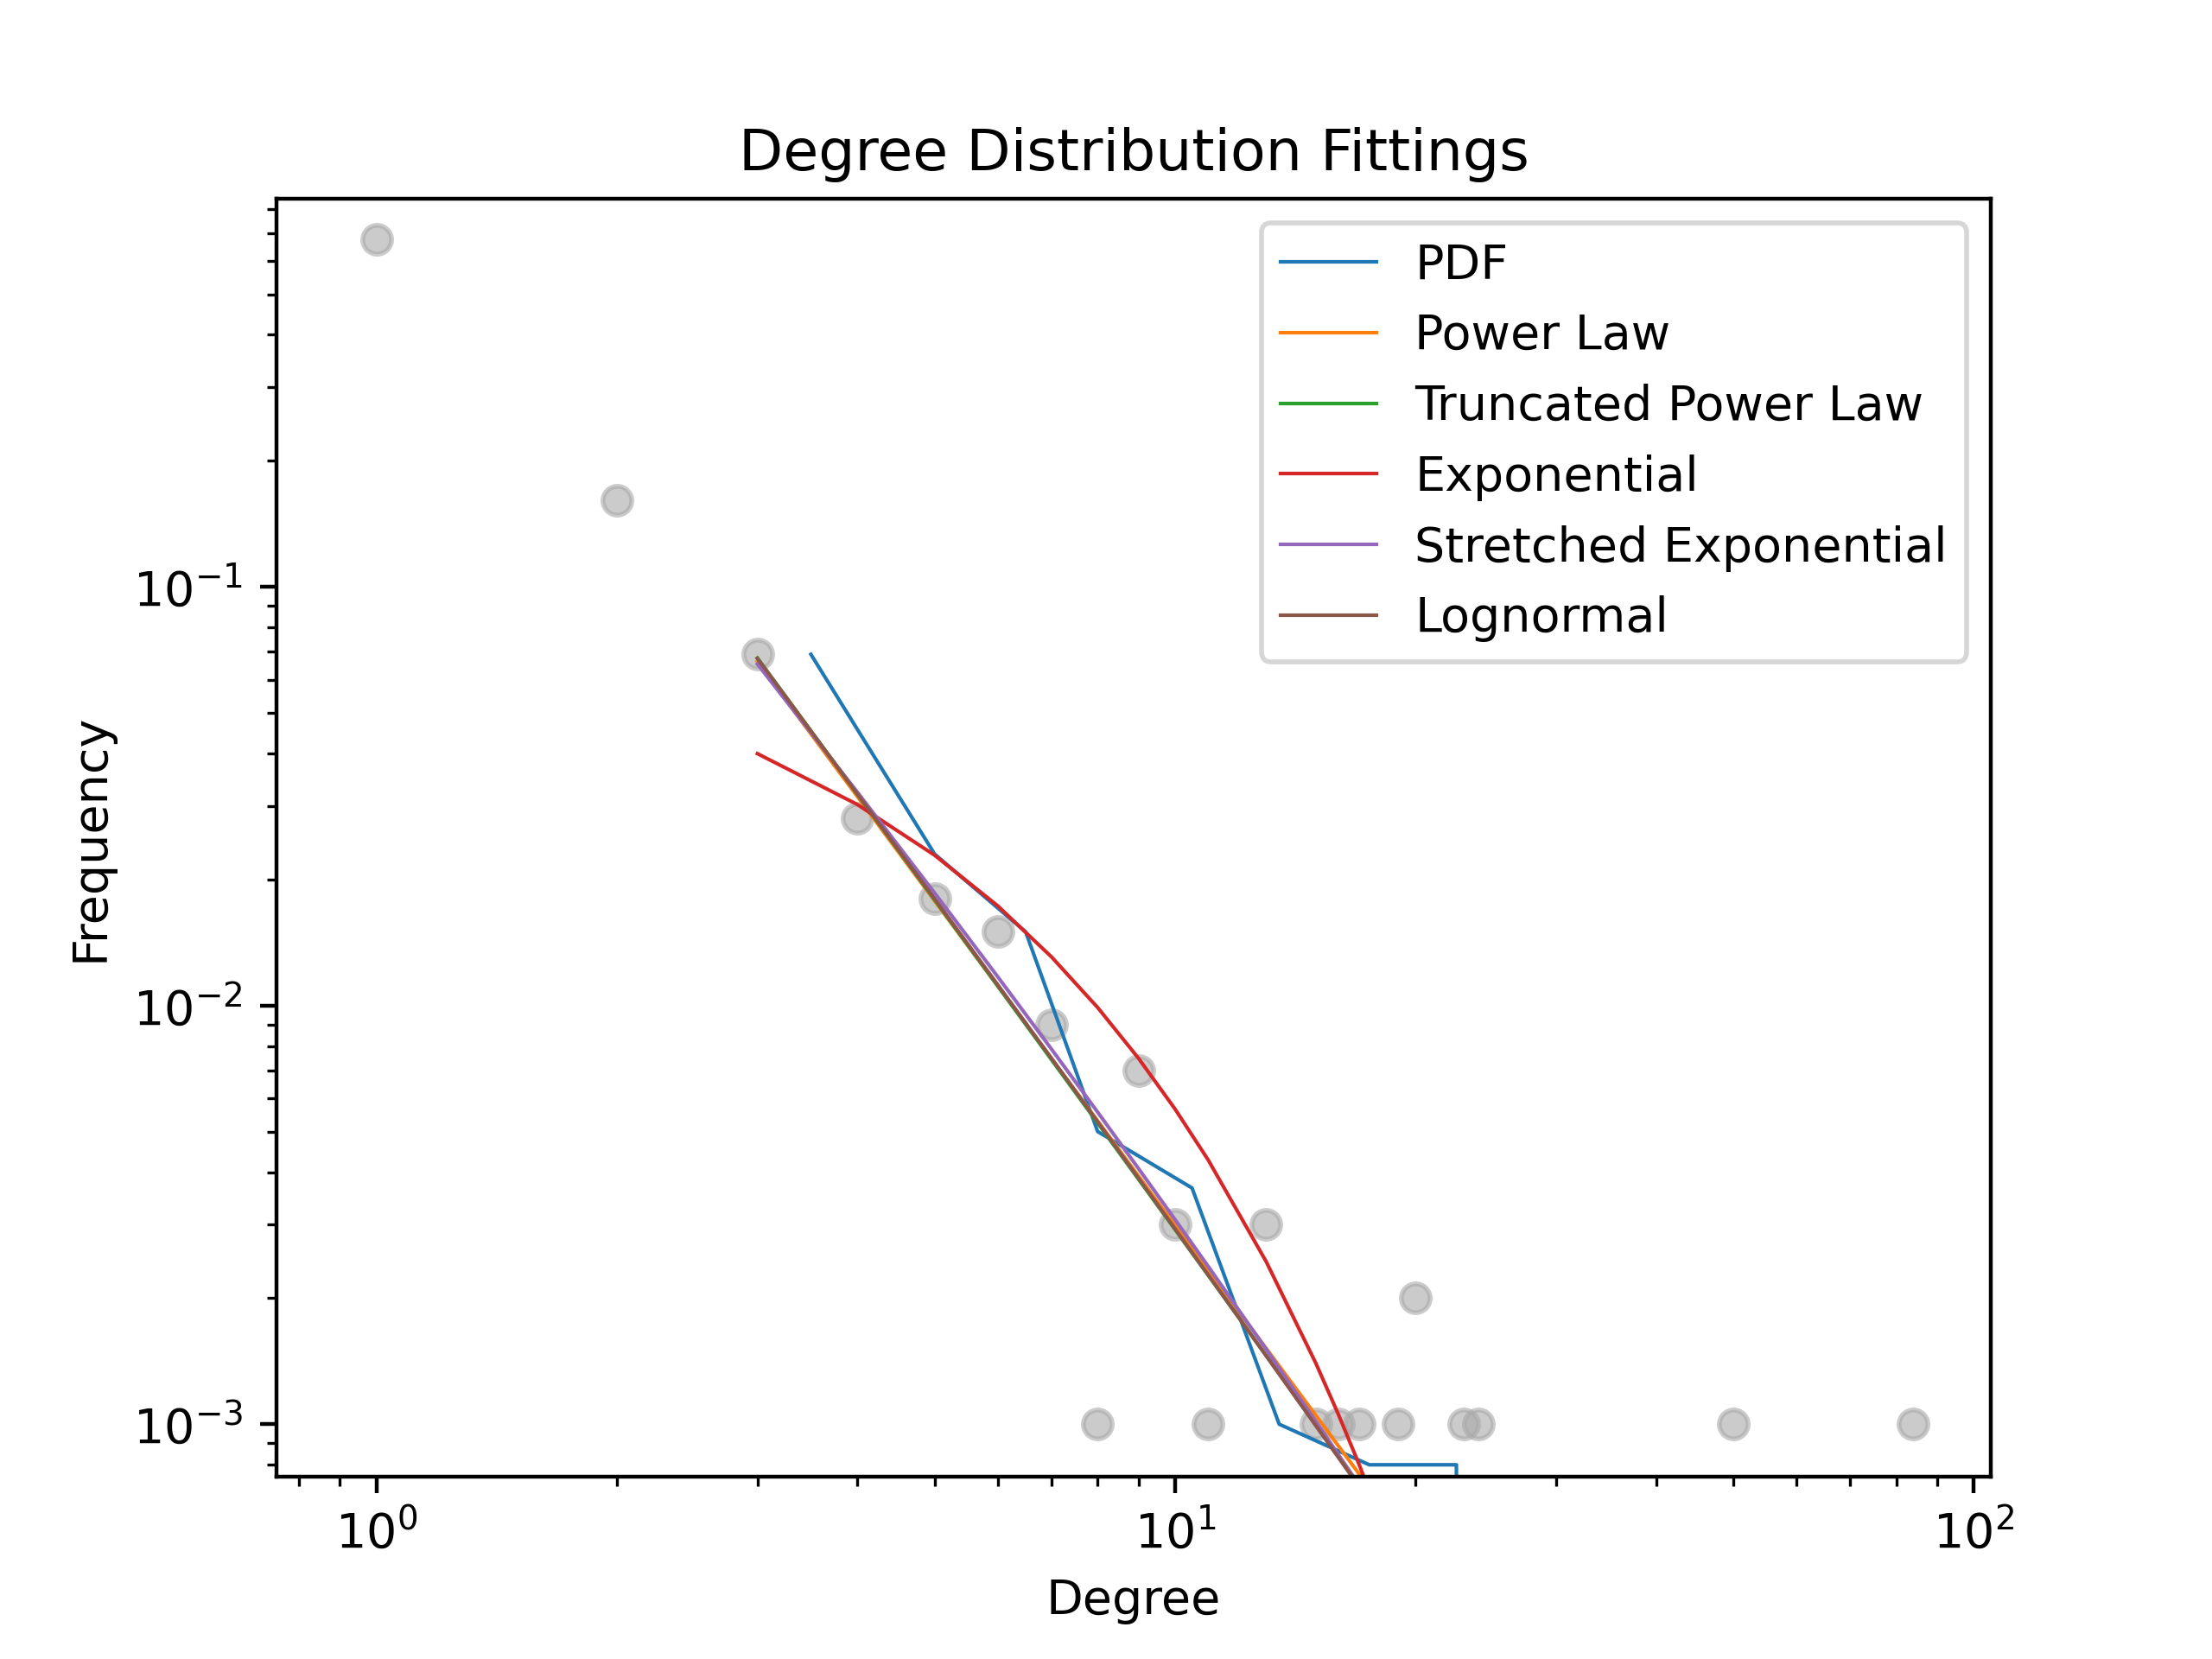 Degree Distribution Fittings
PDF
Power Law
Truncated Power Law
Exponential
Stretched Exponential
Lognormal
Frequency
10⁻¹
10⁻²
10⁻³
10⁰ 10¹ 10²
Degree